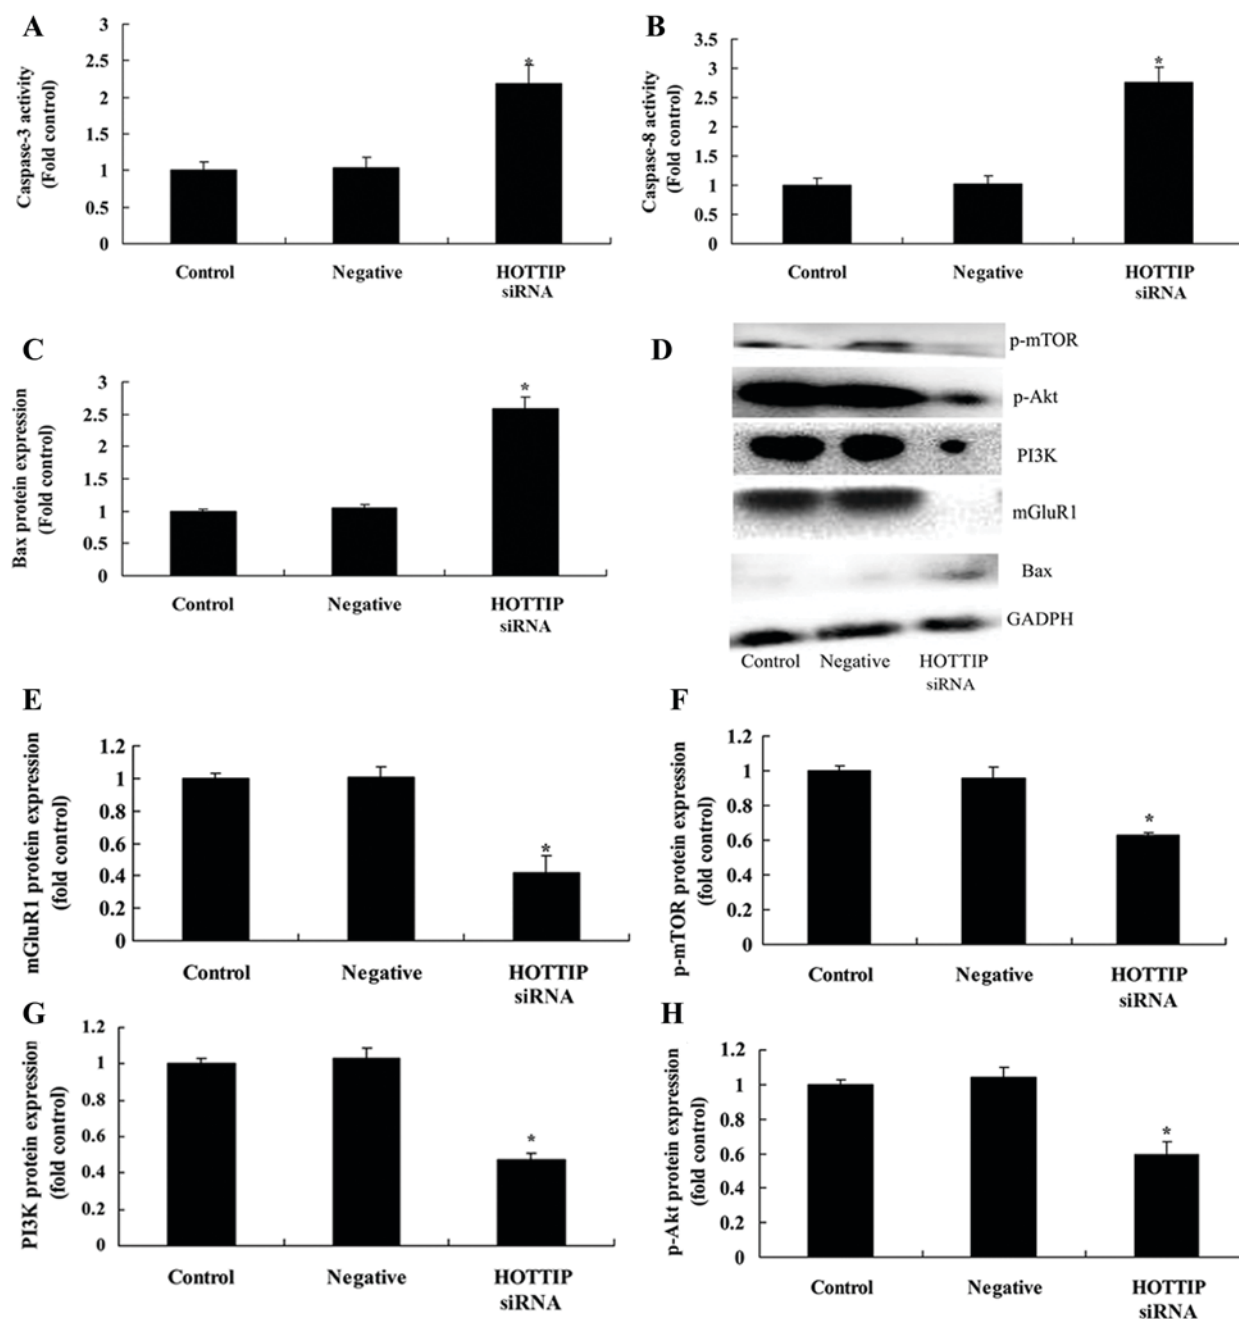 A
Caspase-3 activity
(Fold control)
3
2.5
2
1.5
1
0.5
0
*
Control
Negative
HOTTIP
siRNA
B
Caspase-8 activity
(Fold control)
3.5
3
2.5
2
1.5
1
0.5
0
*
Control
Negative
HOTTIP
siRNA
C
Bax protein expression
(Fold control)
3
2.5
2
1.5
1
0.5
0
*
Control
Negative
HOTTIP
siRNA
D
p-mTOR
p-Akt
PI3K
mGluR1
Bax
GADPH
Control
Negative
HOTTIP
siRNA
E
mGluR1 protein expression
(fold control)
1.2
1
0.8
0.6
0.4
0.2
0
*
Control
Negative
HOTTIP
siRNA
F
p-mTOR protein expression
(fold control)
1.2
1
0.8
0.6
0.4
0.2
0
*
Control
Negative
HOTTIP
siRNA
G
PI3K protein expression
(fold control)
1.2
1
0.8
0.6
0.4
0.2
0
*
Control
Negative
HOTTIP
siRNA
H
p-Akt protein expression
(fold control)
1.2
1
0.8
0.6
0.4
0.2
0
*
Control
Negative
HOTTIP
siRNA